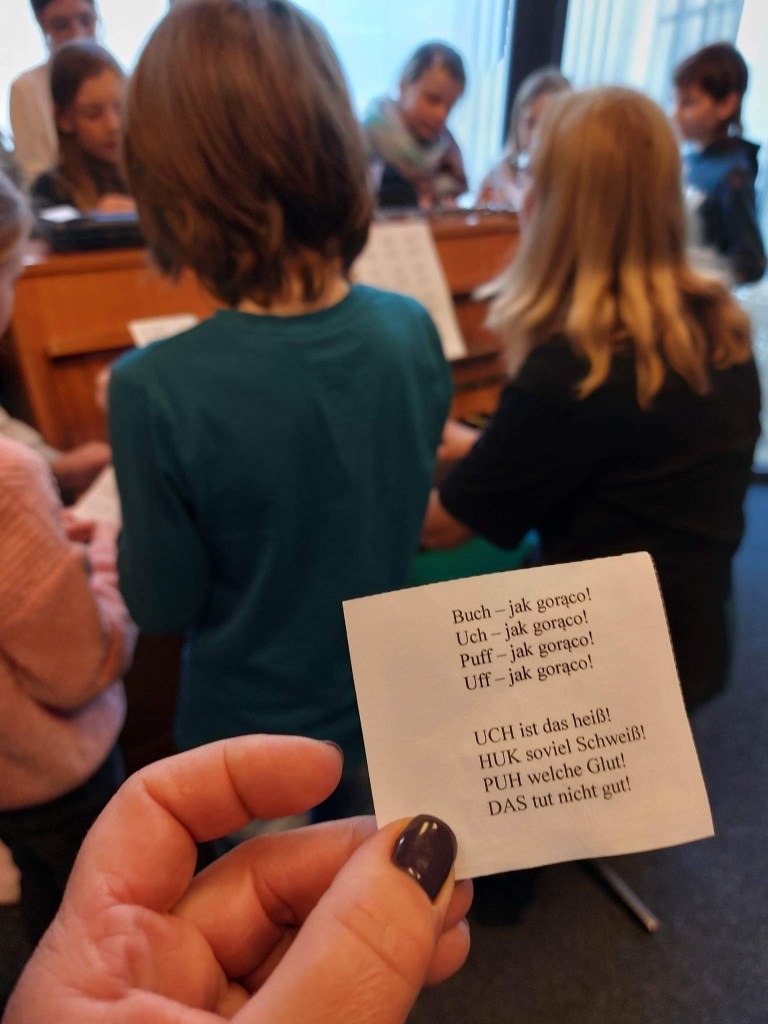 Buch – jak gorąco!
Uch – jak gorąco!
Puff – jak gorąco!
Uff – jak gorąco!
UCH ist das heiß!
HUK soviel Schweiß!
PUH welche Glut!
DAS tut nicht gut!